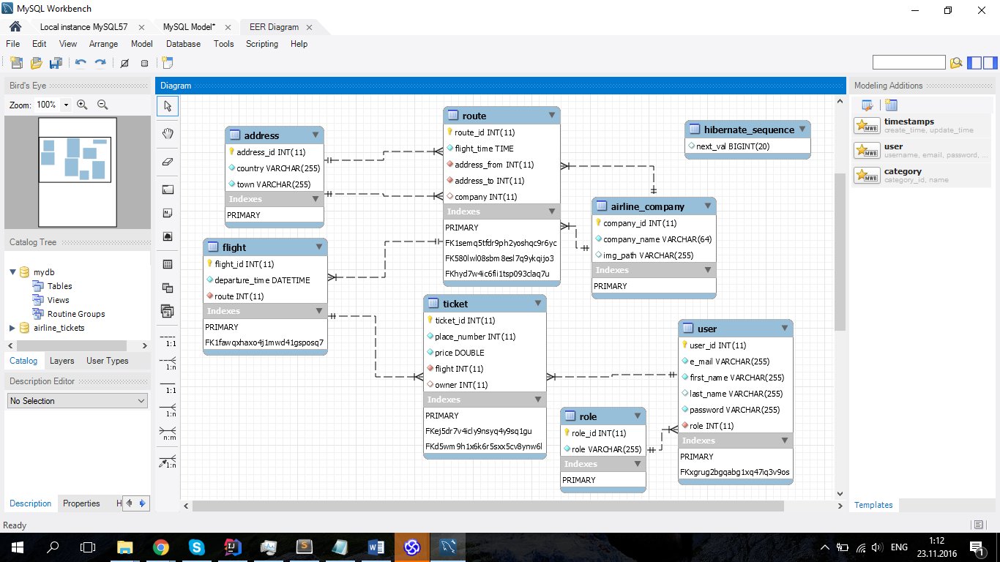 MySQL Workbench
Local instance MySQL57
MySQL Model*
EER Diagram
File Edit View Arrange Model Database Tools Scripting Help
Bird's Eye
Zoom: 100%
Catalog Tree
mydb
Tables
Views
Routine Groups
airline_tickets
Catalog Layers User Types
Description Editor
No Selection
Description Properties H
Ready
Diagram
1:1
1:n
1:1
1:n
n:m
1:n
address
address_id INT(11)
country VARCHAR(255)
town VARCHAR(255)
Indexes
PRIMARY
flight
flight_id INT(11)
departure_time DATETIME
route INT(11)
Indexes
PRIMARY
FK1fawqxhaxo4j1mwd41gsposq7
route
route_id INT(11)
flight_time TIME
address_from INT(11)
address_to INT(11)
company INT(11)
Indexes
PRIMARY
FK1semq5tfdr9ph2yoshqc9r6yc
FK580lwl08sbm8esl7q9ykqijo3
FKhyd7w4ic6fli1tsp093claq7u
ticket
ticket_id INT(11)
place_number INT(11)
price DOUBLE
flight INT(11)
owner INT(11)
Indexes
PRIMARY
FKej5dr7v4icly9nsyq4y9sq1gu
FKd5wm9h1x6k6r5sxx5cv8ynw6l
hibernate_sequence
next_val BIGINT(20)
airline_company
company_id INT(11)
company_name VARCHAR(64)
img_path VARCHAR(255)
Indexes
PRIMARY
role
role_id INT(11)
role VARCHAR(255)
Indexes
PRIMARY
user
user_id INT(11)
e_mail VARCHAR(255)
first_name VARCHAR(255)
last_name VARCHAR(255)
password VARCHAR(255)
role INT(11)
Indexes
PRIMARY
FKxgrug2bgqabg1xq47iq3v9os
Modeling Additions
MWB
timestamps
create_time, update_time
MWB
user
username, email, password, ...
MWB
category
category_id, name
Templates
ENG
1:12
23.11.2016
1